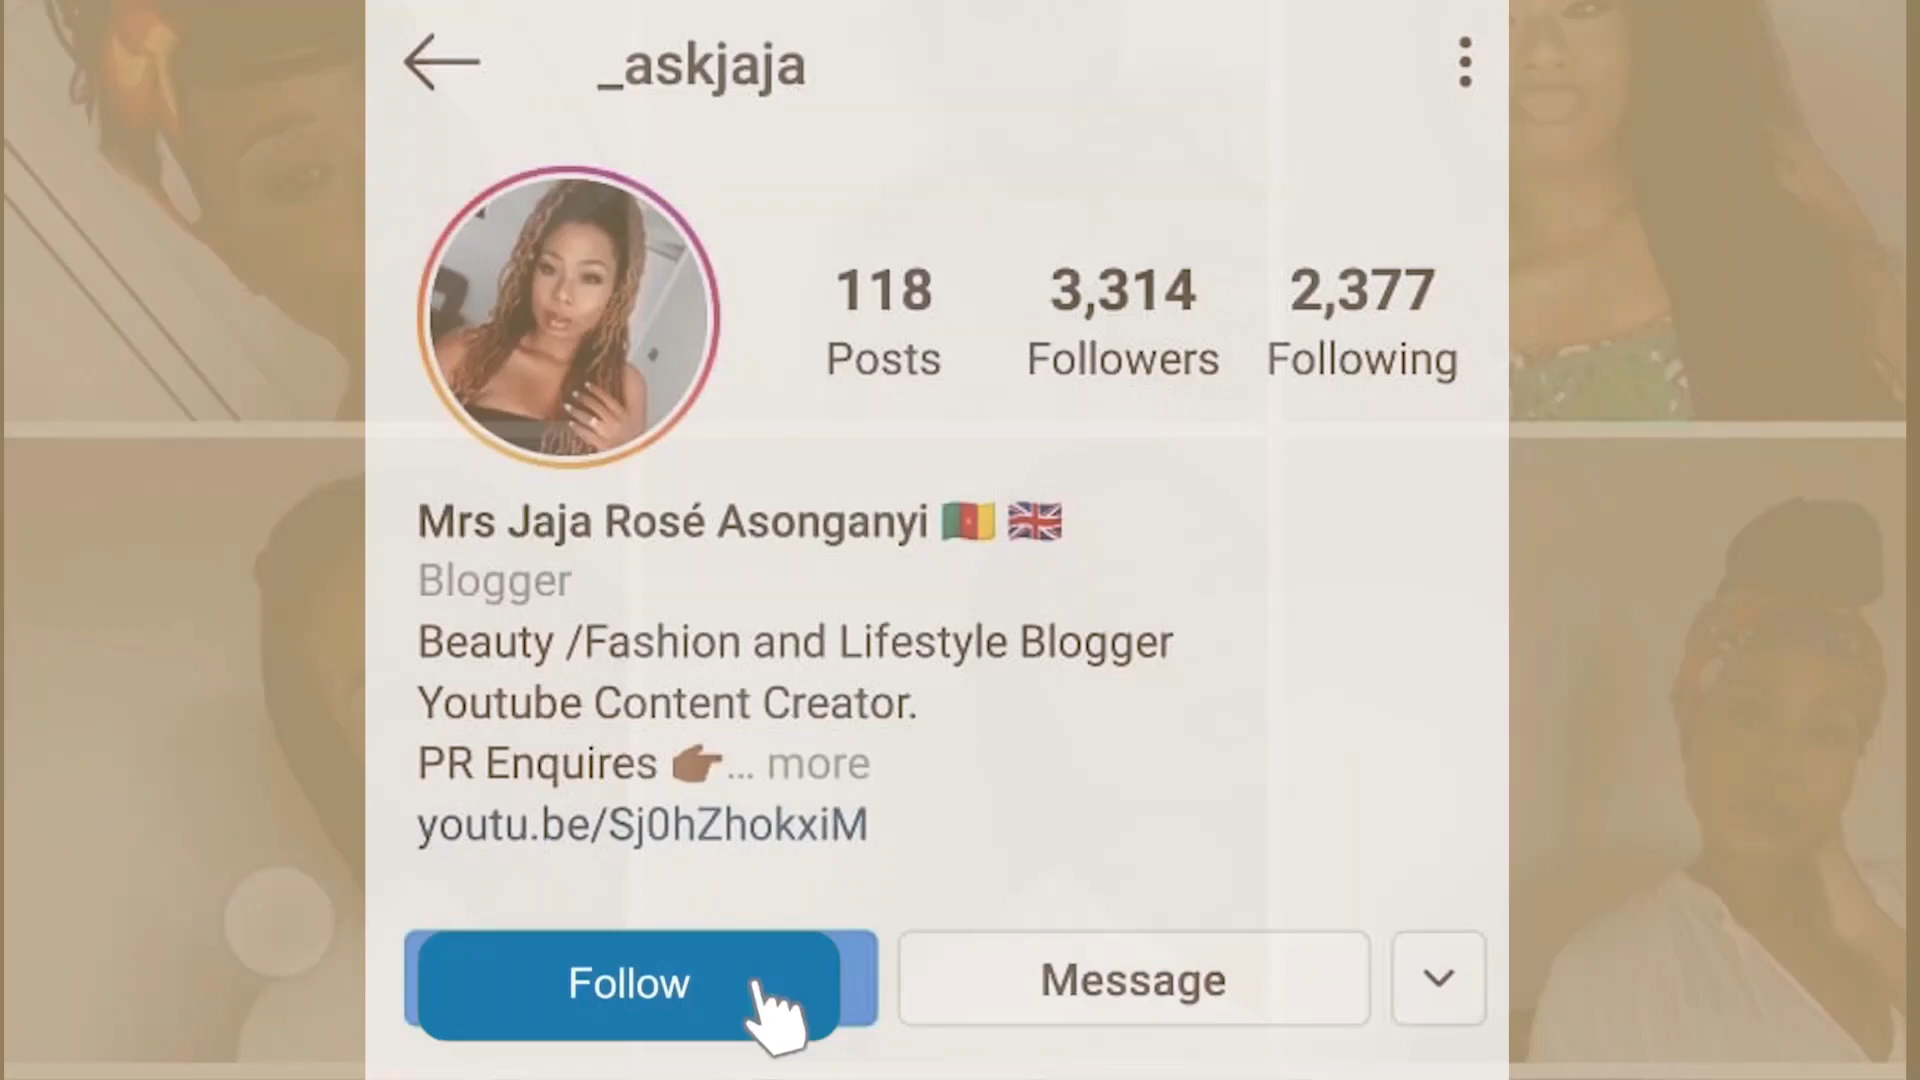 _askjaja
118 3,314 2,377
Posts Followers Following
Mrs Jaja Rosé Asonganyi 🇨🇲 🇬🇧
Blogger
Beauty /Fashion and Lifestyle Blogger
Youtube Content Creator.
PR Enquires 👉🏾... more
youtu.be/Sj0hZhokxiM
Follow Message